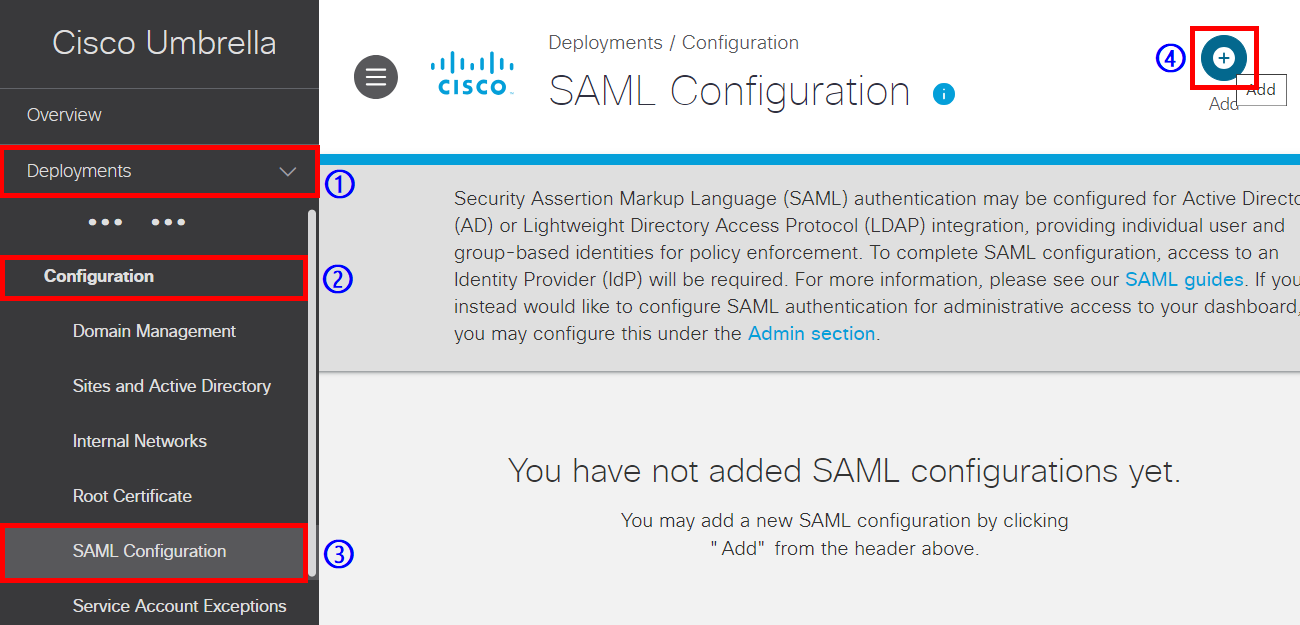 Cisco Umbrella
Overview
Deployments
①
••• •••
Configuration
②
Domain Management
Sites and Active Directory
Internal Networks
Root Certificate
SAML Configuration
③
Service Account Exceptions
cisco
Deployments / Configuration
SAML Configuration
i
④
Add
Add
Security Assertion Markup Language (SAML) authentication may be configured for Active Directo
(AD) or Lightweight Directory Access Protocol (LDAP) integration, providing individual user and
group-based identities for policy enforcement. To complete SAML configuration, access to an
Identity Provider (IdP) will be required. For more information, please see our SAML guides. If you
instead would like to configure SAML authentication for administrative access to your dashboard,
you may configure this under the Admin section.
You have not added SAML configurations yet.
You may add a new SAML configuration by clicking
"Add" from the header above.